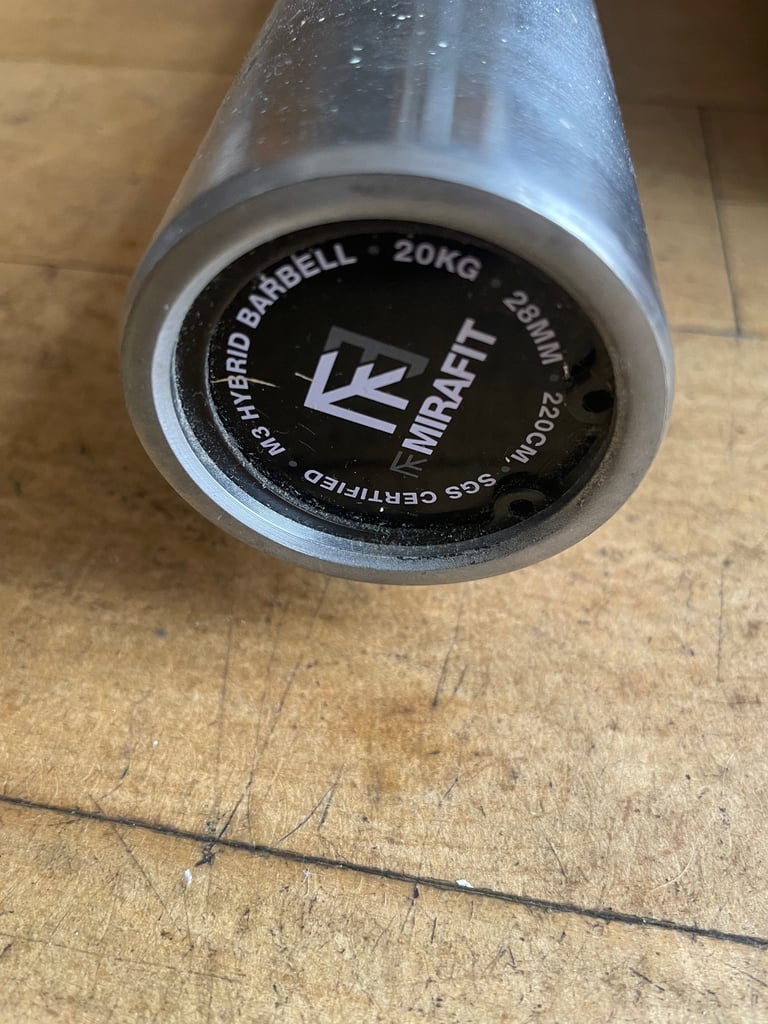 M3 HYBRID BARBELL • 20KG • 28MM • 220CM, • SGS CERTIFIED •
MIRAFIT